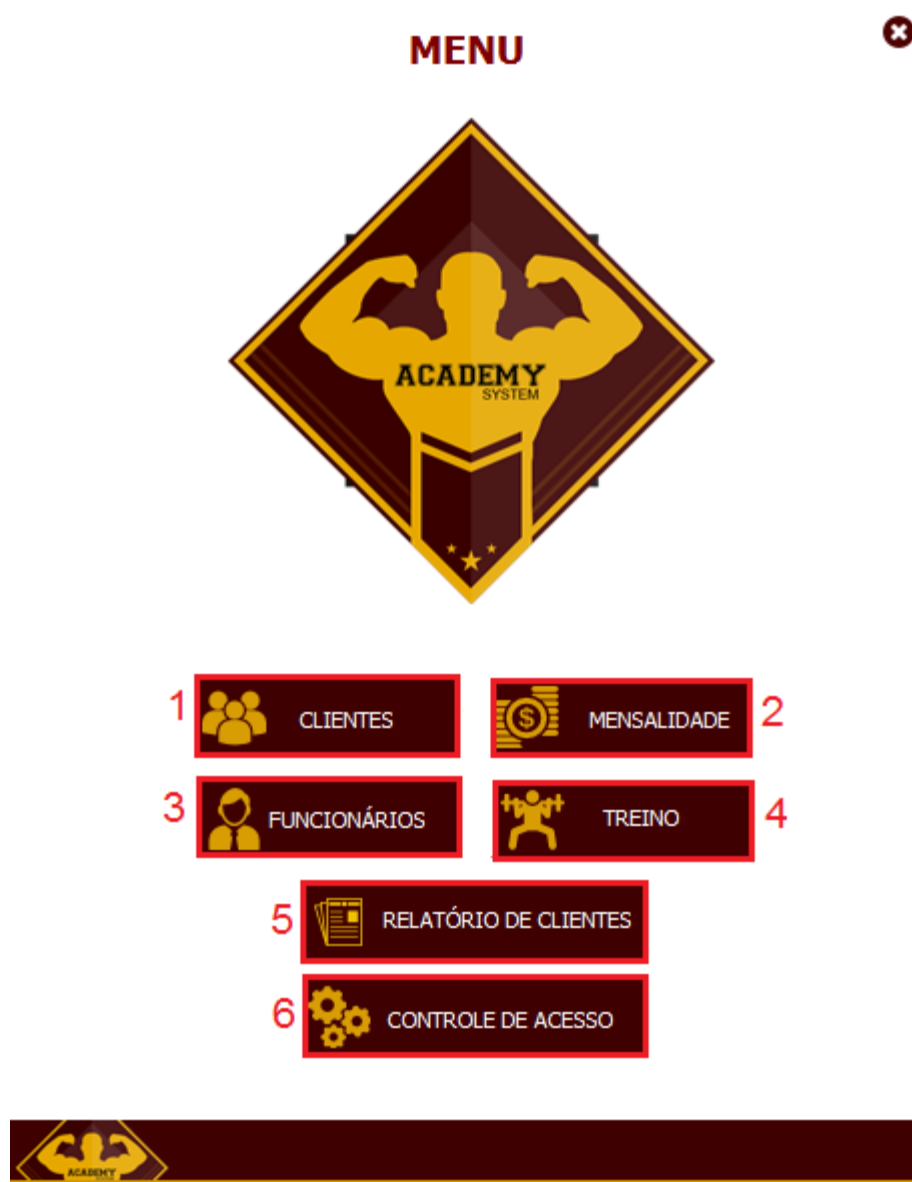 MENU
ACADEMY
SYSTEM
1 CLIENTES
MENSALIDADE 2
3 FUNCIONÁRIOS
TREINO 4
5 RELATÓRIO DE CLIENTES
6 CONTROLE DE ACESSO
ACADEMY